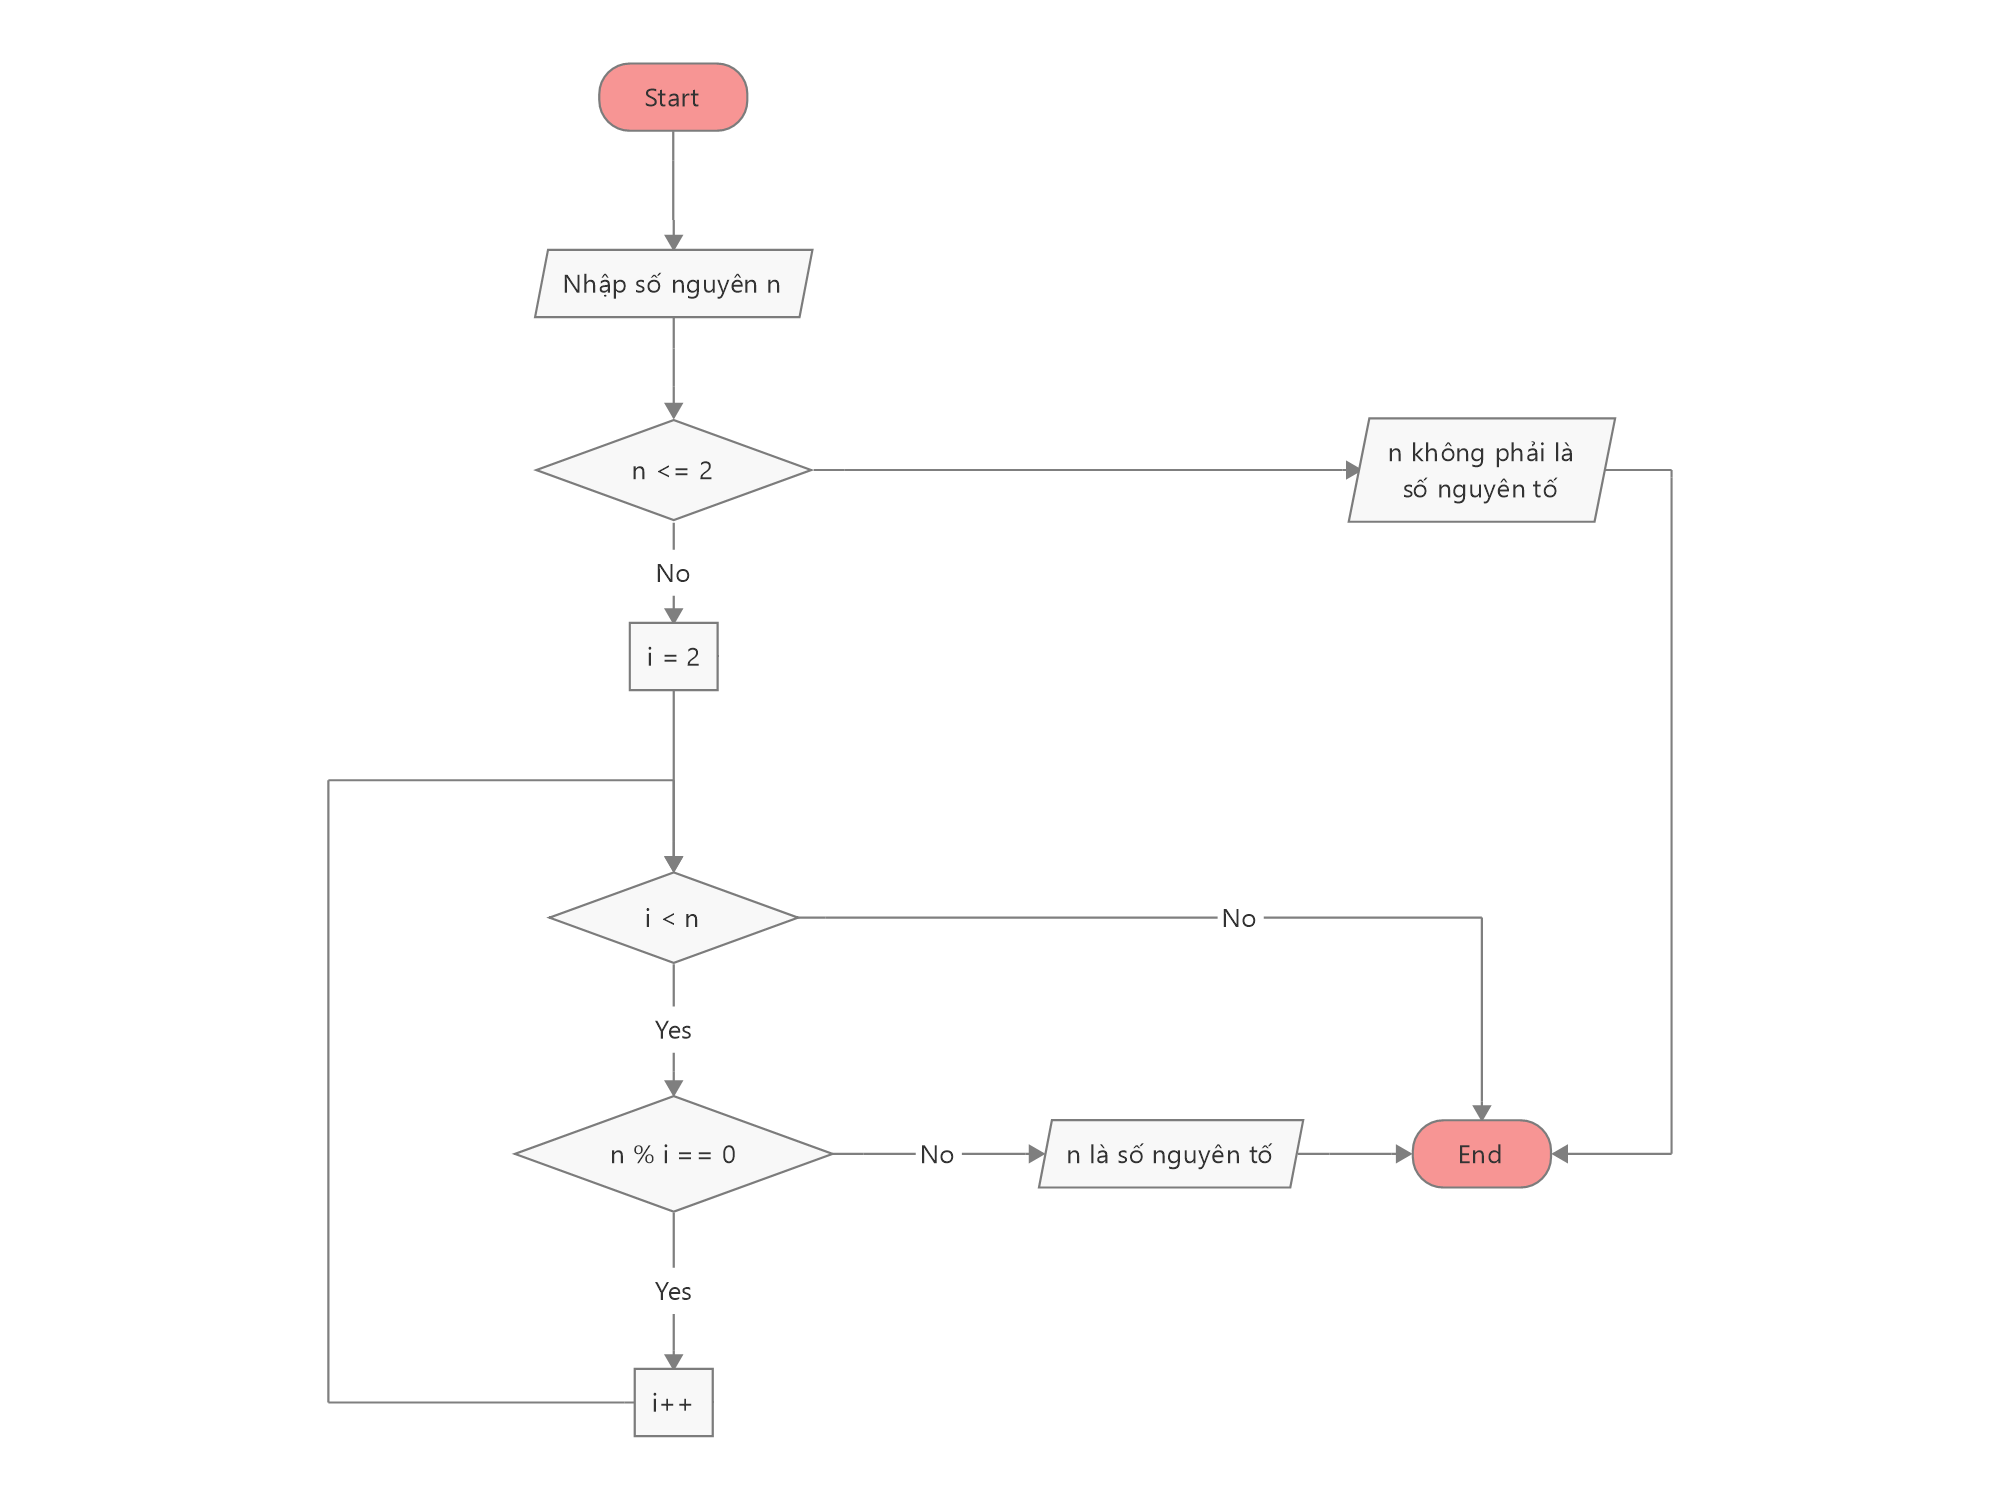 Start
Nhập số nguyên n
n <= 2
n không phải là
số nguyên tố
No
i = 2
i < n
No
Yes
n % i == 0
No
n là số nguyên tố
End
Yes
i++